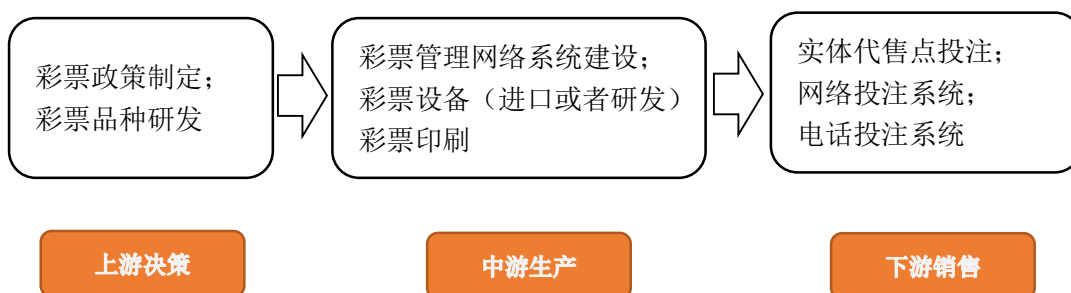 彩票政策制定；
彩票品种研发
彩票管理网络系统建设；
彩票设备（进口或者研发）
彩票印刷
实体代售点投注；
网络投注系统；
电话投注系统
上游决策
中游生产
下游销售